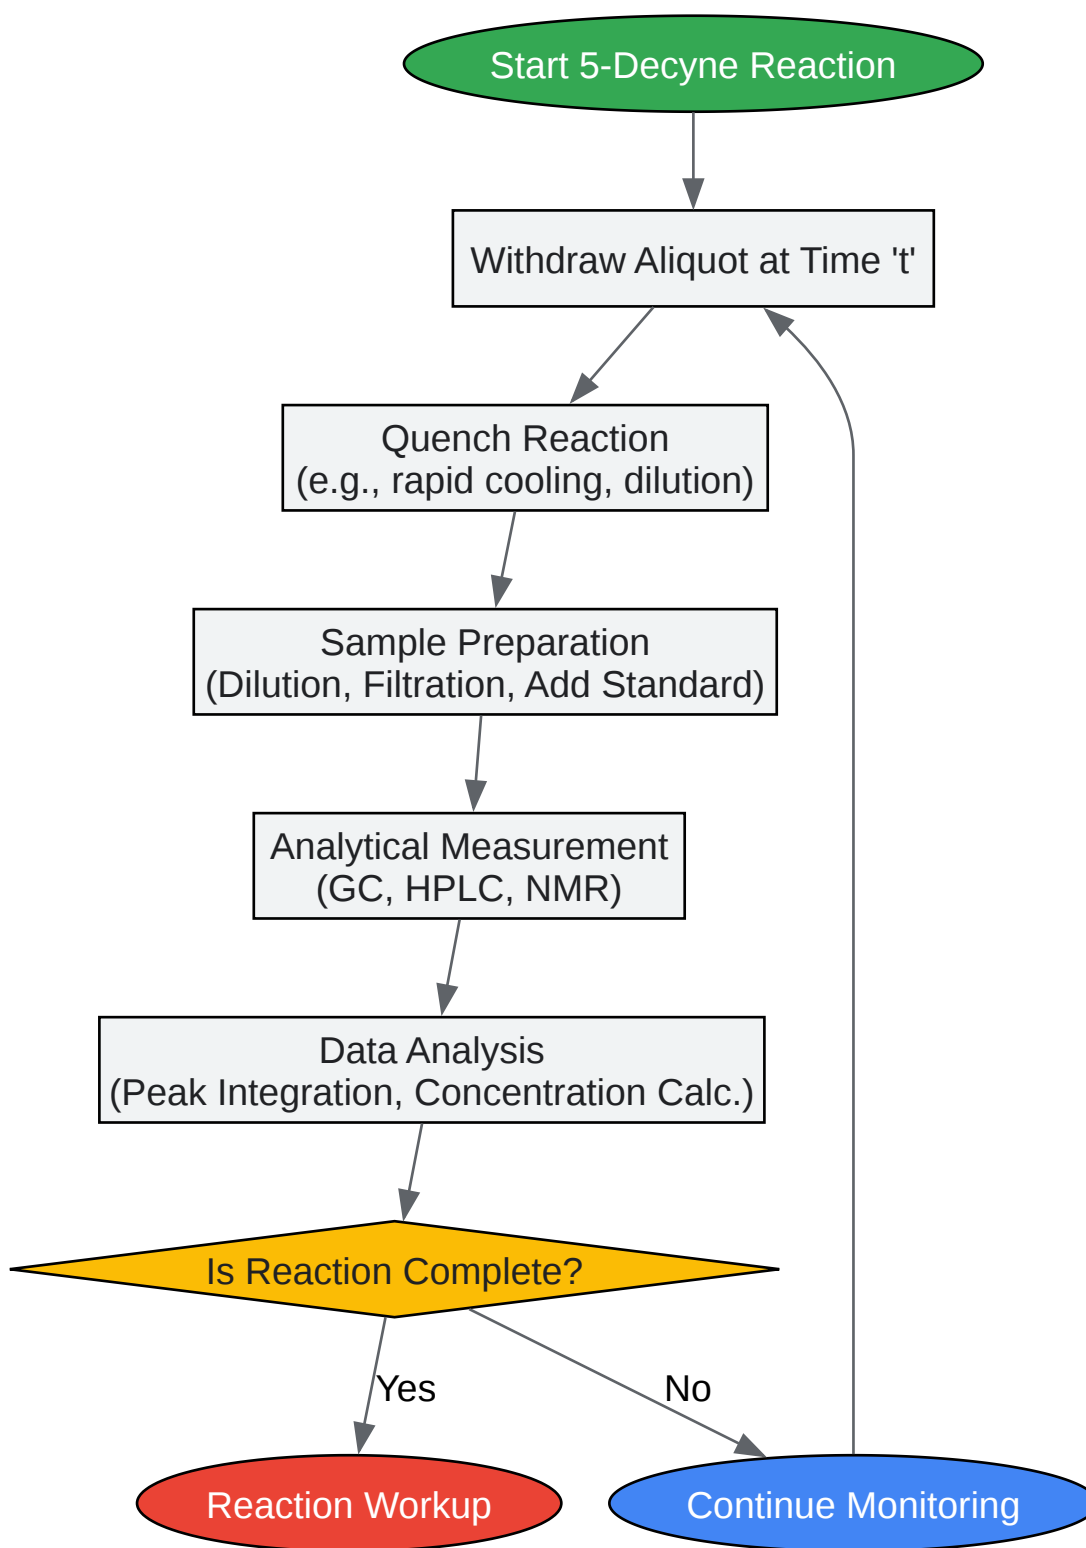 Start 5-Decyne Reaction
Withdraw Aliquot at Time 't'
Quench Reaction
(e.g., rapid cooling, dilution)
Sample Preparation
(Dilution, Filtration, Add Standard)
Analytical Measurement
(GC, HPLC, NMR)
Data Analysis
(Peak Integration, Concentration Calc.)
Is Reaction Complete?
Yes
No
Reaction Workup
Continue Monitoring